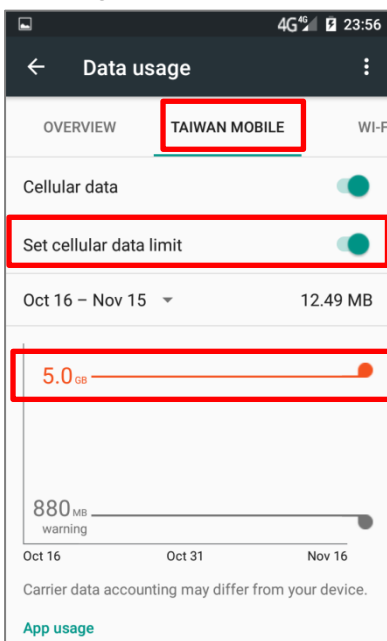 4G 4G 23:56
Data usage
OVERVIEW TAIWAN MOBILE WI-F
Cellular data
Set cellular data limit
Oct 16 – Nov 15 12.49 MB
5.0 GB
880 MB
warning
Oct 16 Oct 31 Nov 16
Carrier data accounting may differ from your device.
App usage